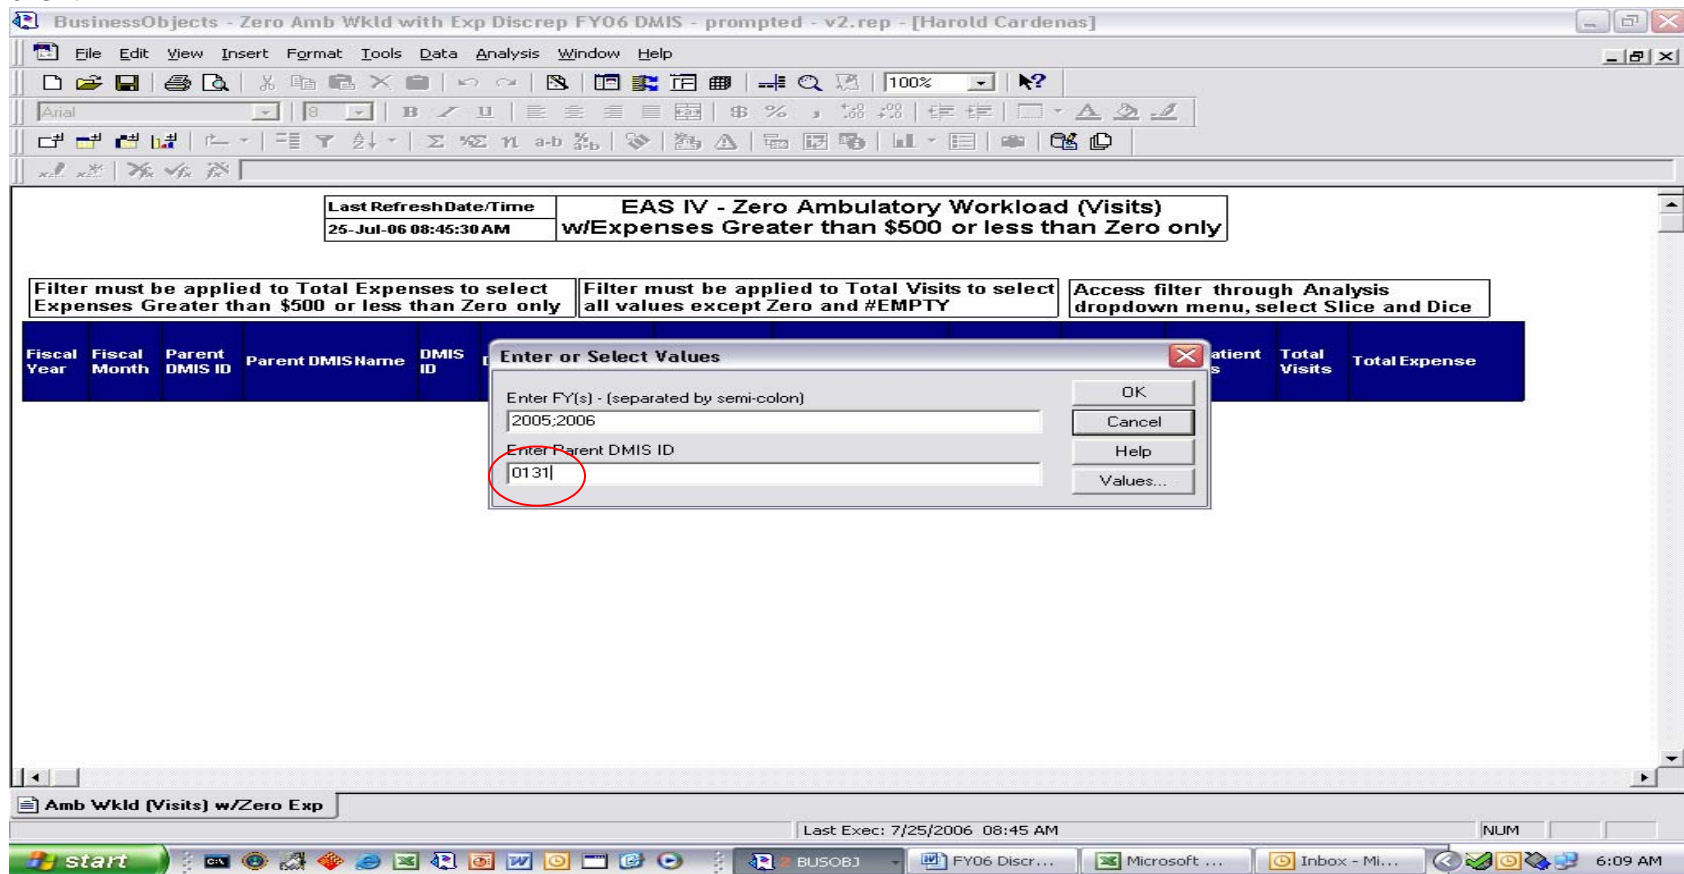 BusinessObjects - Zero Amb Wkld with Exp Discrep FY06 DMIS - prompted - v2.rep - [Harold Cardenas]
File Edit View Insert Format Tools Data Analysis Window Help
100%
Arial 8 B I U $ % ,
Last RefreshDate/Time
25-Jul-06 08:45:30 AM
EAS IV - Zero Ambulatory Workload (Visits)
w/Expenses Greater than $500 or less than Zero only
Filter must be applied to Total Expenses to select
Expenses Greater than $500 or less than Zero only
Filter must be applied to Total Visits to select
all values except Zero and #EMPTY
Access filter through Analysis
dropdown menu, select Slice and Dice
Fiscal Year
Fiscal Month
Parent DMIS ID
Parent DMIS Name
DMIS ID
Total Visits
Total Expense
Enter or Select Values
Enter FY(s) - (separated by semi-colon)
2005;2006
Enter Parent DMIS ID
0131
OK
Cancel
Help
Values...
Amb Wkld (Visits) w/Zero Exp
Last Exec: 7/25/2006 08:45 AM
NUM
start
2 BUSOBJ
FY06 Discr...
Microsoft ...
Inbox - Mi...
6:09 AM